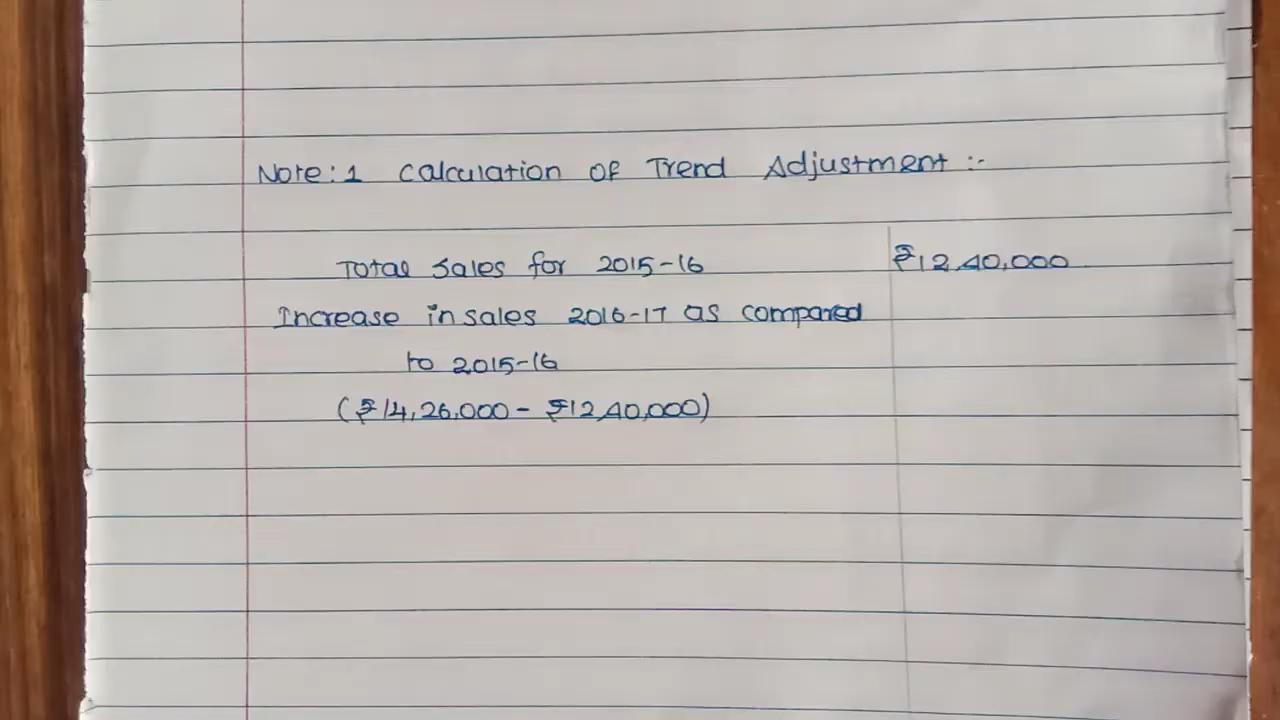 Note:1 Calculation of Trend Adjustment :-
Total sales for 2015-16 ₹12,40,000
Increase in sales 2016-17 as compared
to 2015-16
(₹14,26,000 - ₹12,40,000)